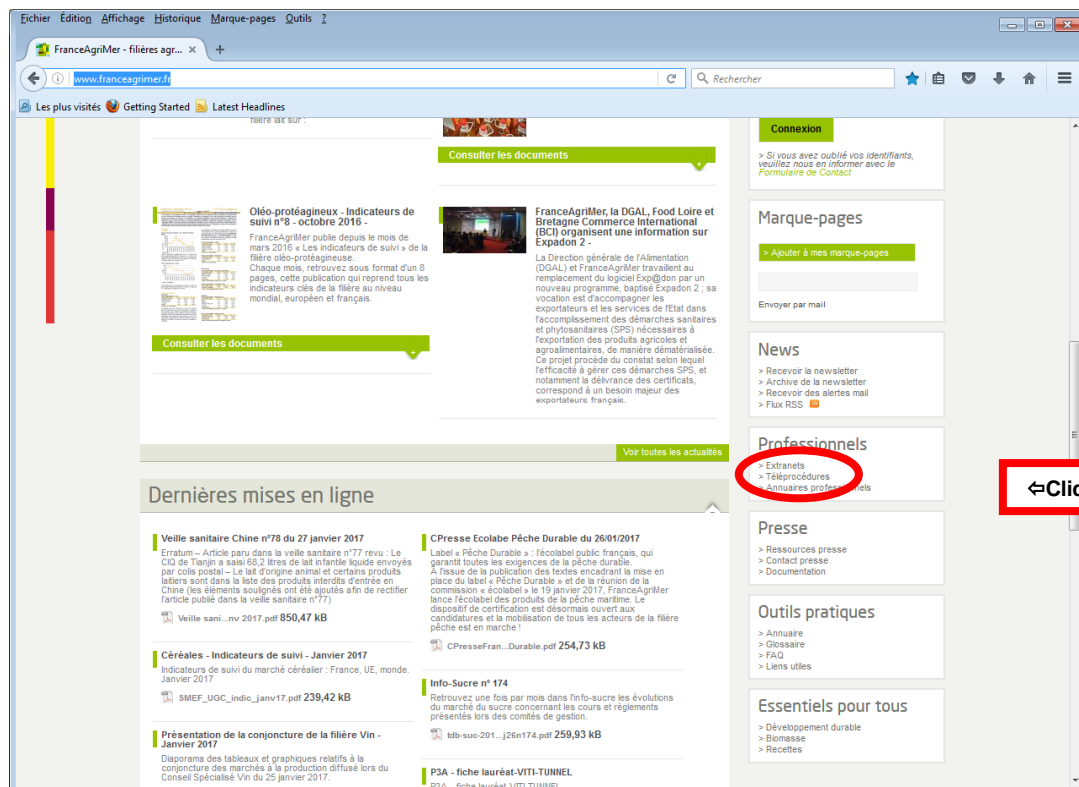 Fichier Édition Affichage Historique Marque-pages Outils ?
FranceAgriMer - filières agr... × +
www.franceagrimer.fr
Rechercher
Les plus visités Getting Started Latest Headlines
filière lait sur :
Consulter les documents
Oléo-protéagineux - Indicateurs de
suivi n°8 - octobre 2016 -
FranceAgriMer publie depuis le mois de
mars 2016 « Les indicateurs de suivi » de la
filière oléo-protéagineuse.
Chaque mois, retrouvez sous format d'un 8
pages, cette publication qui reprend tous les
indicateurs clés de la filière au niveau
mondial, européen et français.
Consulter les documents
FranceAgriMer, la DGAL, Food Loire et
Bretagne Commerce International
(BCI) organisent une information sur
Expadon 2 -
La Direction générale de l'Alimentation
(DGAL) et FranceAgriMer travaillent au
remplacement du logiciel Exp@don par un
nouveau programme, baptisé Expadon 2 ; sa
vocation est d'accompagner les
exportateurs et les services de l'Etat dans
l'accomplissement des démarches sanitaires
et phytosanitaires (SPS) nécessaires à
l'exportation des produits agricoles et
agroalimentaires, de manière dématérialisée.
Ce projet procède du constat selon lequel
l'efficacité à gérer ces démarches SPS, et
notamment la délivrance des certificats,
correspond à un besoin majeur des
exportateurs français.
Voir toutes les actualités
Dernières mises en ligne
Veille sanitaire Chine n°78 du 27 janvier 2017
Erratum – Article paru dans la veille sanitaire n°77 revu : Le
CIQ de Tianjin a saisi 68,2 litres de lait infantile liquide envoyés
par colis postal – Le lait d'origine animal et certains produits
laitiers sont dans la liste des produits interdits d'entrée en
Chine (les éléments soulignés ont été ajoutés afin de rectifier
l'article publié dans la veille sanitaire n°77)
Veille sani...nv 2017.pdf 850,47 kB
Céréales - Indicateurs de suivi - Janvier 2017
Indicateurs de suivi du marché céréalier : France, UE, monde.
Janvier 2017
SMEF_UGC_indic_janv17.pdf 239,42 kB
Présentation de la conjoncture de la filière Vin -
Janvier 2017
Diaporama des tableaux et graphiques relatifs à la
conjoncture des marchés à la production diffusé lors du
Conseil Spécialisé Vin du 25 janvier 2017.
CPresse Ecolabe Pêche Durable du 26/01/2017
Label « Pêche Durable » : l'écolabel public français, qui
garantit toutes les exigences de la pêche durable.
A l'issue de la publication des textes encadrant la mise en
place du label « Pêche Durable » et de la réunion de la
commission « écolabel » le 19 janvier 2017, FranceAgriMer
lance l'écolabel des produits de la pêche maritime. Le
dispositif de certification est désormais ouvert aux
candidatures et la mobilisation de tous les acteurs de la filière
pêche est en marche !
CPresseFran...Durable.pdf 254,73 kB
Info-Sucre n° 174
Retrouvez une fois par mois dans l'info-sucre les évolutions
du marché du sucre concernant les cours et règlements
présentés lors des comités de gestion.
tdb-suc-201...j26n174.pdf 259,93 kB
P3A - fiche lauréat-VITI-TUNNEL
P3A - fiche lauréat-VITI-TUNNEL
Connexion
> Si vous avez oublié vos identifiants,
veuillez nous en informer avec le
Formulaire de Contact
Marque-pages
> Ajouter à mes marque-pages
Envoyer par mail
News
> Recevoir la newsletter
> Archive de la newsletter
> Recevoir des alertes mail
> Flux RSS
Professionnels
> Extranets
> Téléprocédures
> Annuaires professionnels
⇦Clic
Presse
> Ressources presse
> Contact presse
> Documentation
Outils pratiques
> Annuaire
> Glossaire
> FAQ
> Liens utiles
Essentiels pour tous
> Développement durable
> Biomasse
> Recettes